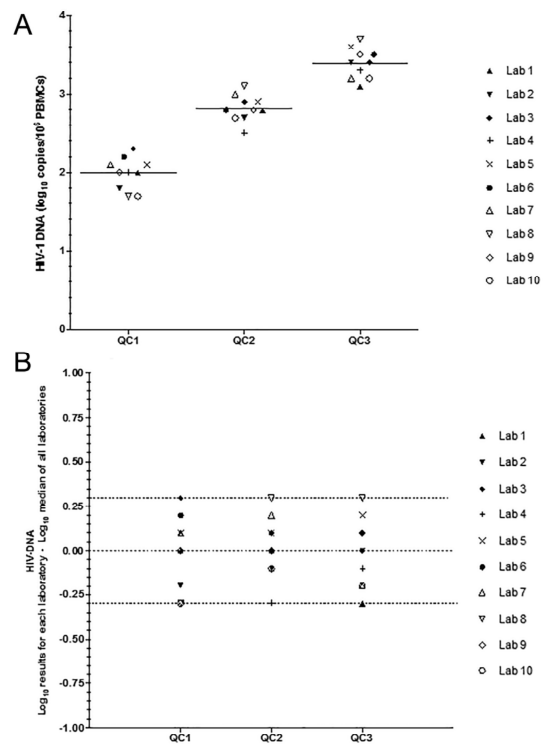 A
HIV-1 DNA (log10 copies/10⁶ PBMCs)
4
3
2
1
0
QC1 QC2 QC3
Lab 1
Lab 2
Lab 3
Lab 4
Lab 5
Lab 6
Lab 7
Lab 8
Lab 9
Lab 10
B
HIV-DNA
Log10 results for each laboratory - Log10 median of all laboratories
1.00
0.75
0.50
0.25
0.00
-0.25
-0.50
-0.75
-1.00
QC1 QC2 QC3
Lab 1
Lab 2
Lab 3
Lab 4
Lab 5
Lab 6
Lab 7
Lab 8
Lab 9
Lab 10